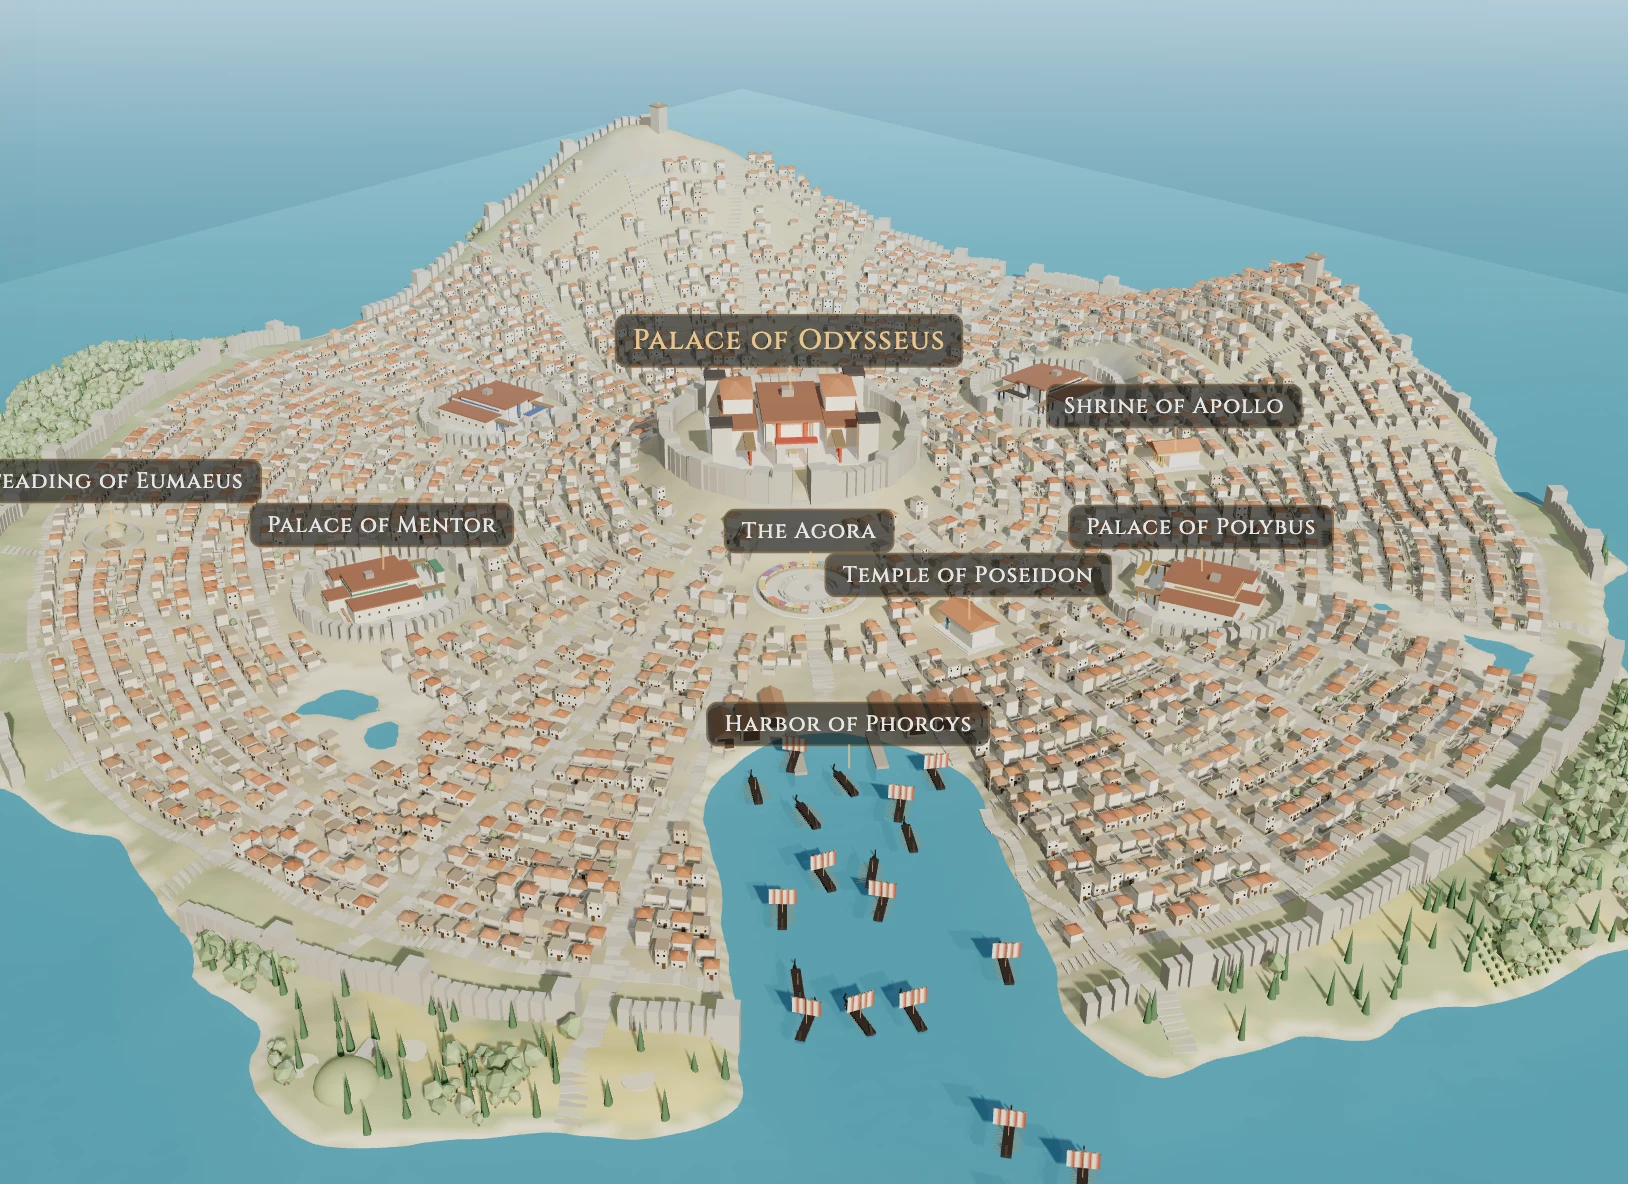 Palace of Odysseus
Shrine of Apollo
eading of Eumaeus
Palace of Mentor
The Agora
Palace of Polybus
Temple of Poseidon
Harbor of Phorcys